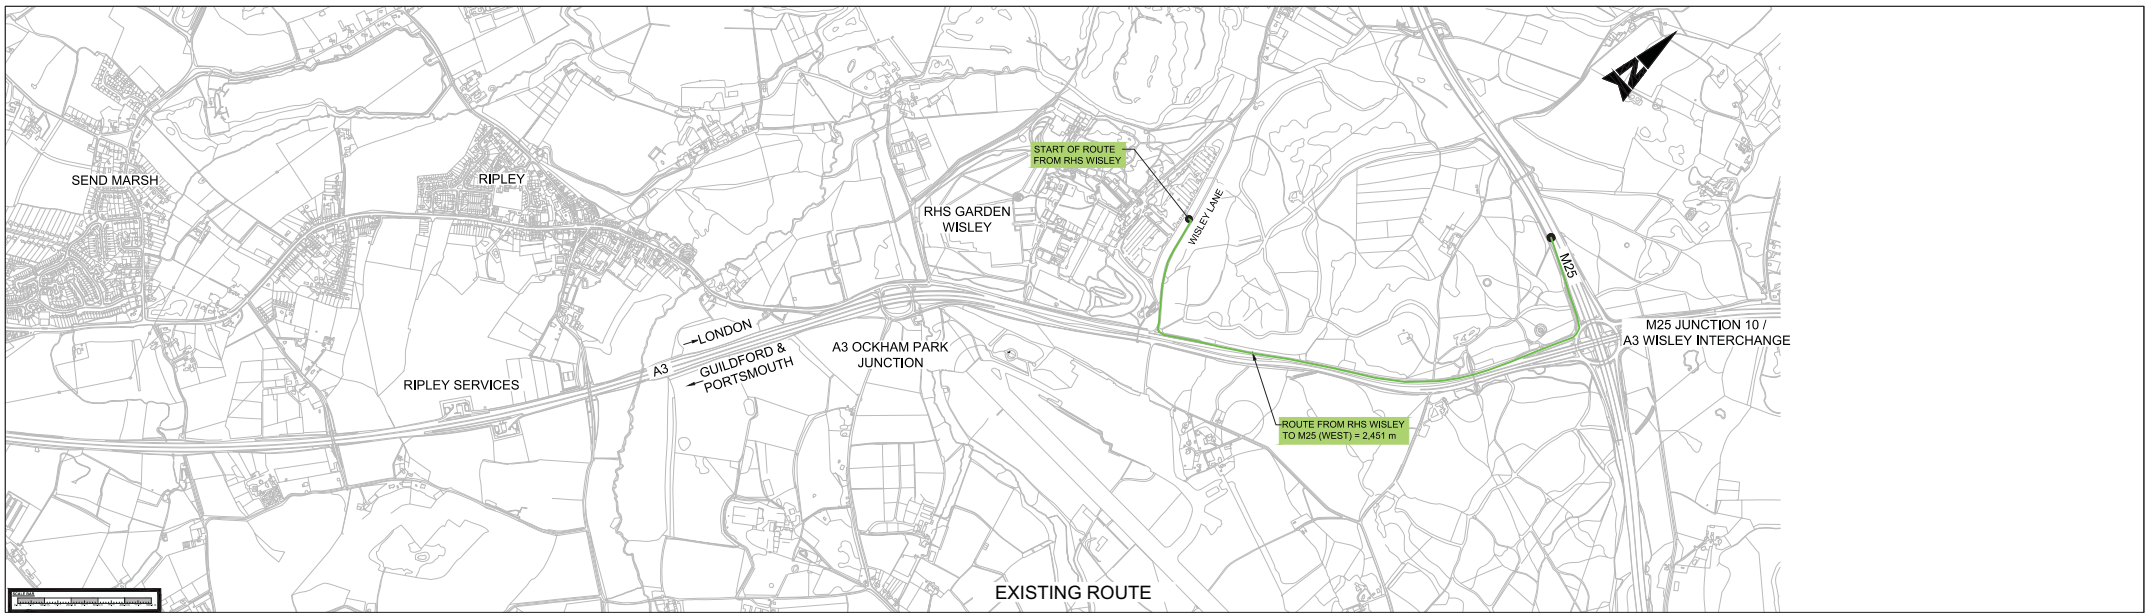 SEND MARSH
RIPLEY
START OF ROUTE
FROM RHS WISLEY
RHS GARDEN
WISLEY
WISLEY LANE
M25
N
M25 JUNCTION 10 /
A3 WISLEY INTERCHANGE
LONDON
A3
GUILDFORD &
PORTSMOUTH
A3 OCKHAM PARK
JUNCTION
RIPLEY SERVICES
ROUTE FROM RHS WISLEY
TO M25 (WEST) = 2,451 m
EXISTING ROUTE
SCALE BAR